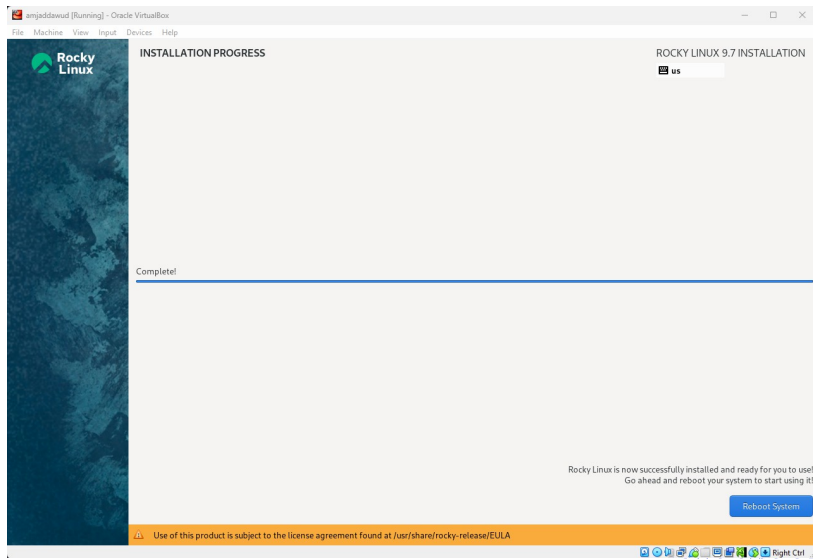 amjaddawud [Running] - Oracle VirtualBox
File Machine View Input Devices Help
Rocky
Linux
INSTALLATION PROGRESS
ROCKY LINUX 9.7 INSTALLATION
us
Complete!
Rocky Linux is now successfully installed and ready for you to use!
Go ahead and reboot your system to start using it!
Reboot System
Use of this product is subject to the license agreement found at /usr/share/rocky-release/EULA
Right Ctrl